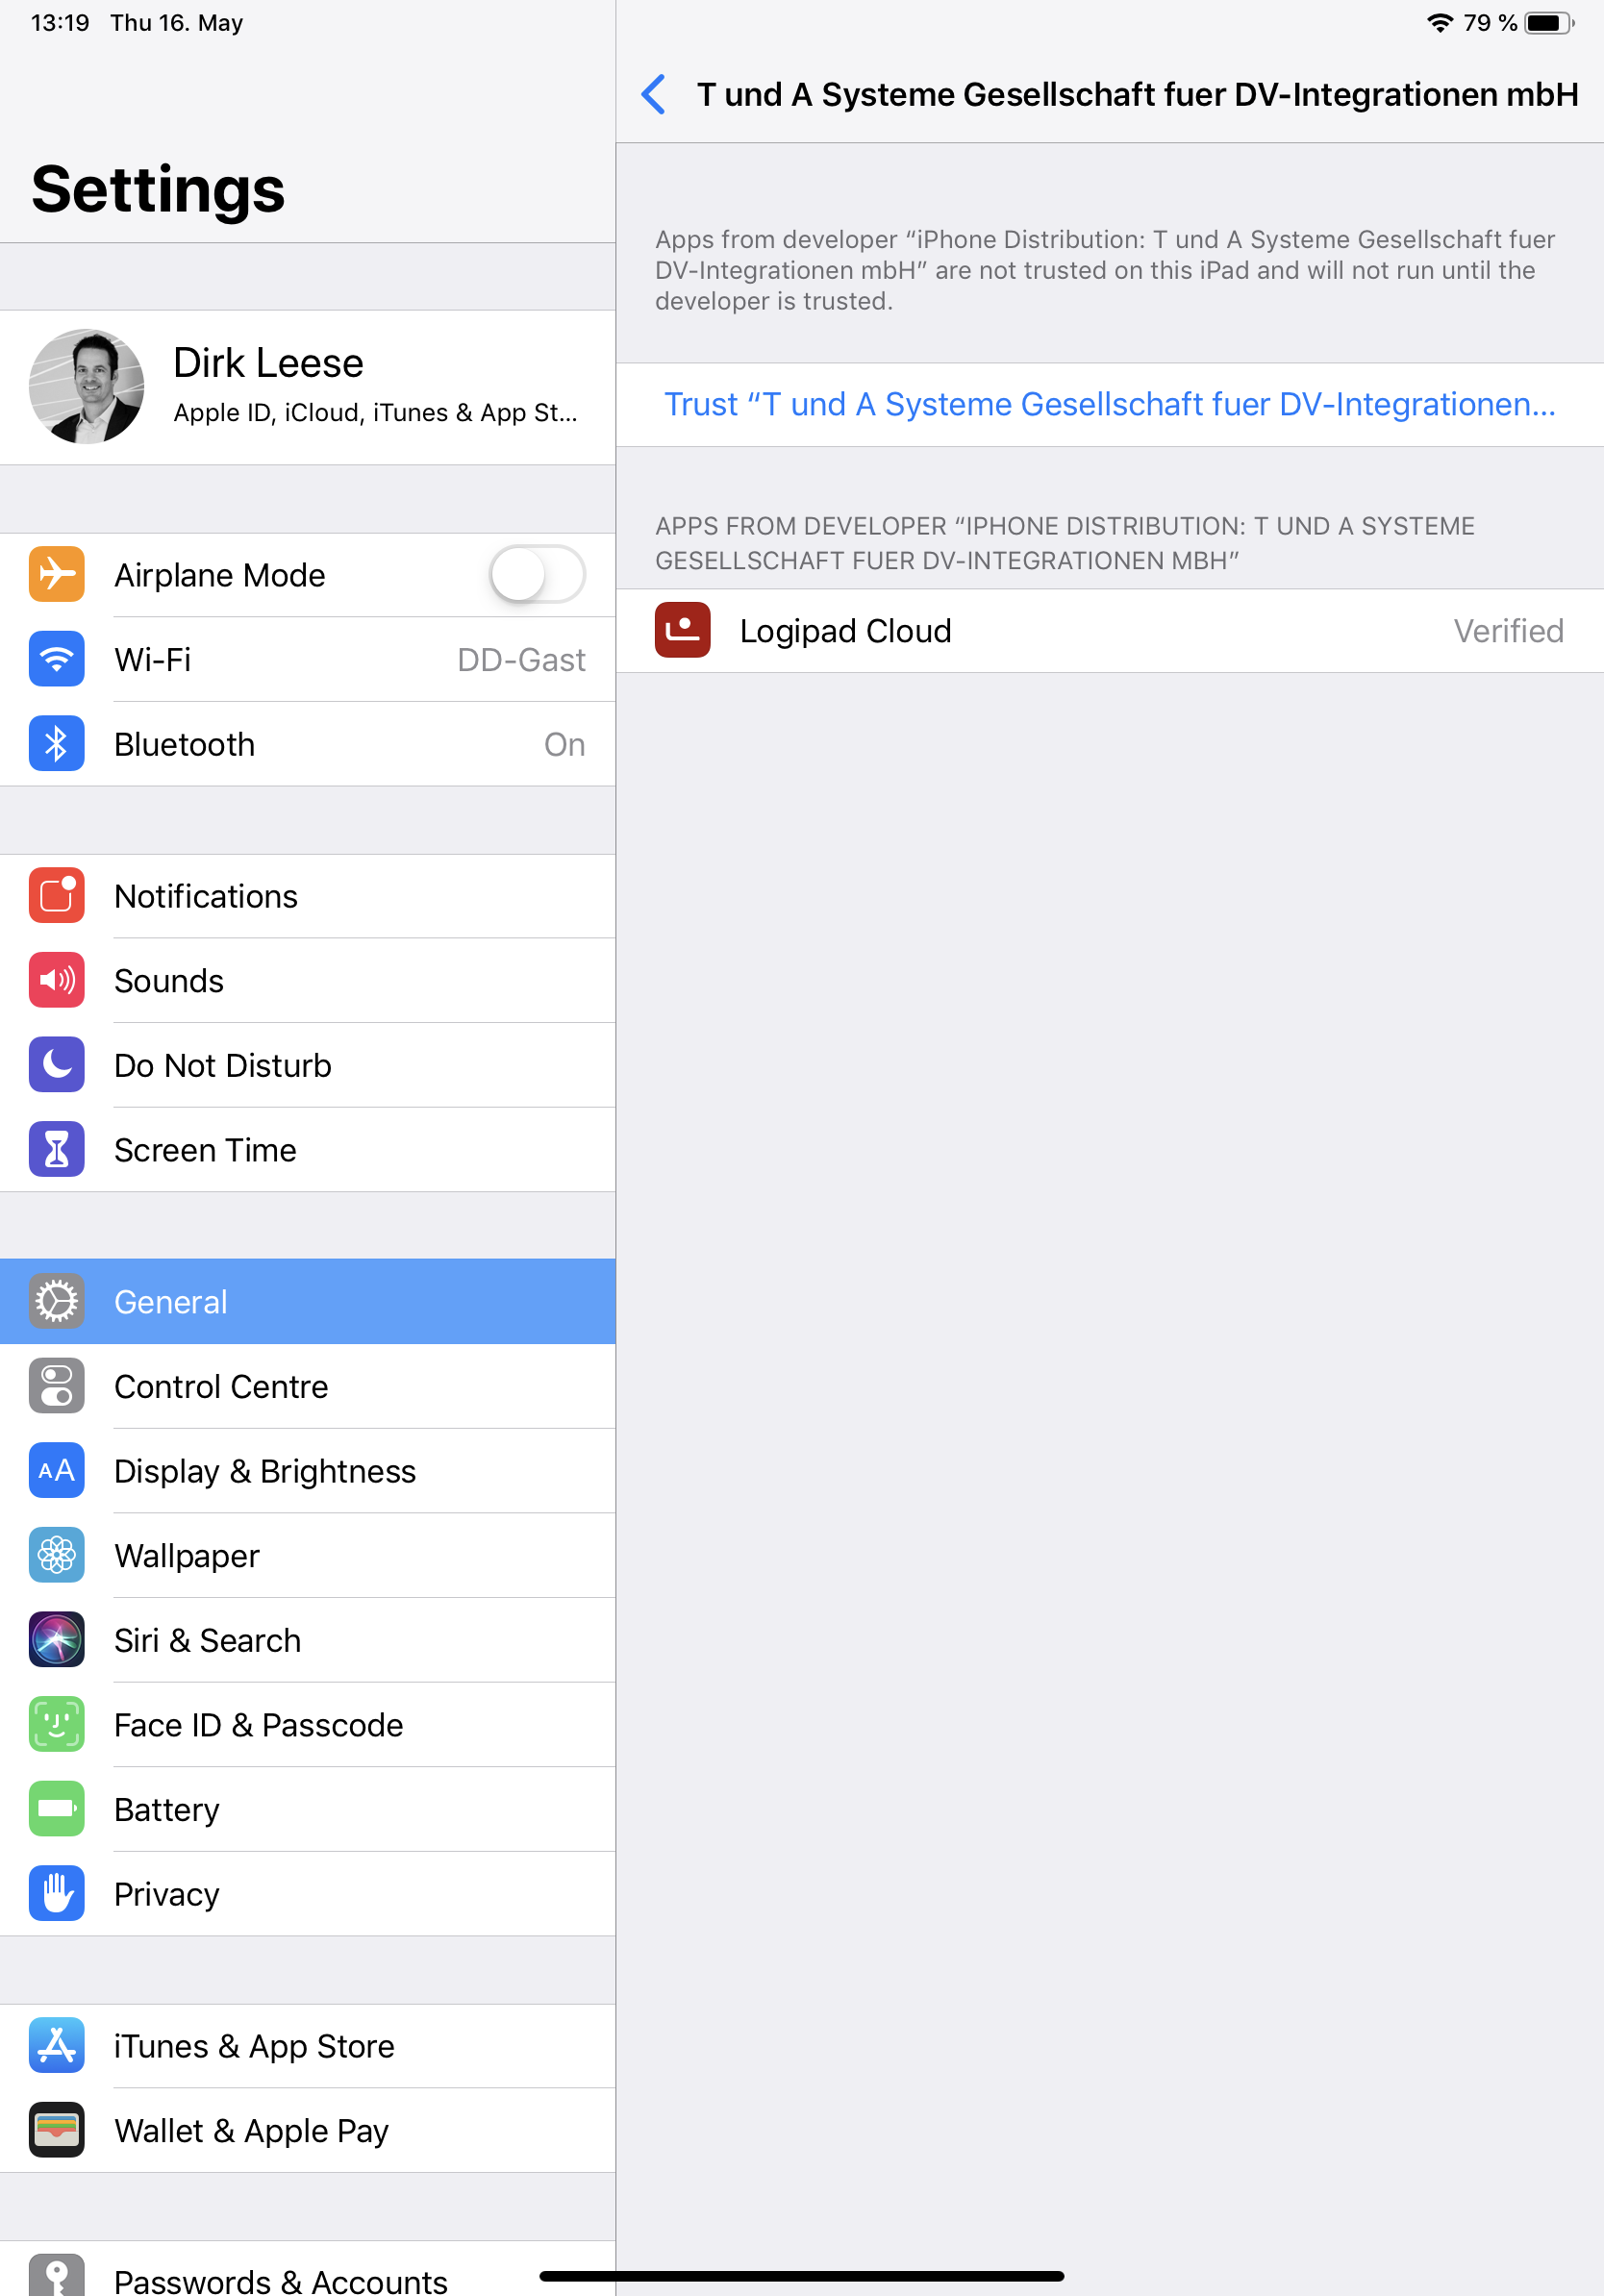 13:19 Thu 16. May
79 %
Settings
T und A Systeme Gesellschaft fuer DV-Integrationen mbH
Dirk Leese
Apple ID, iCloud, iTunes & App St...
Airplane Mode
Wi-Fi DD-Gast
Bluetooth On
Notifications
Sounds
Do Not Disturb
Screen Time
General
Control Centre
AA Display & Brightness
Wallpaper
Siri & Search
Face ID & Passcode
Battery
Privacy
iTunes & App Store
Wallet & Apple Pay
Passwords & Accounts
Apps from developer “iPhone Distribution: T und A Systeme Gesellschaft fuer
DV-Integrationen mbH” are not trusted on this iPad and will not run until the
developer is trusted.
Trust “T und A Systeme Gesellschaft fuer DV-Integrationen...
APPS FROM DEVELOPER “IPHONE DISTRIBUTION: T UND A SYSTEME
GESELLSCHAFT FUER DV-INTEGRATIONEN MBH”
Logipad Cloud Verified